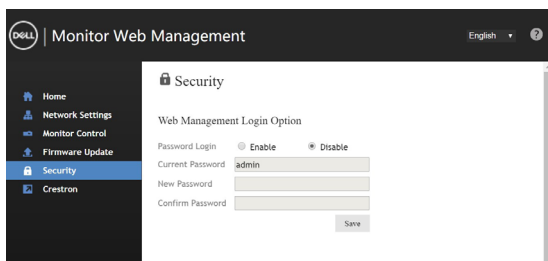 DELL | Monitor Web Management
English
?
Home
Network Settings
Monitor Control
Firmware Update
Security
Crestron
Security
Web Management Login Option
Password Login Enable Disable
Current Password admin
New Password
Confirm Password
Save